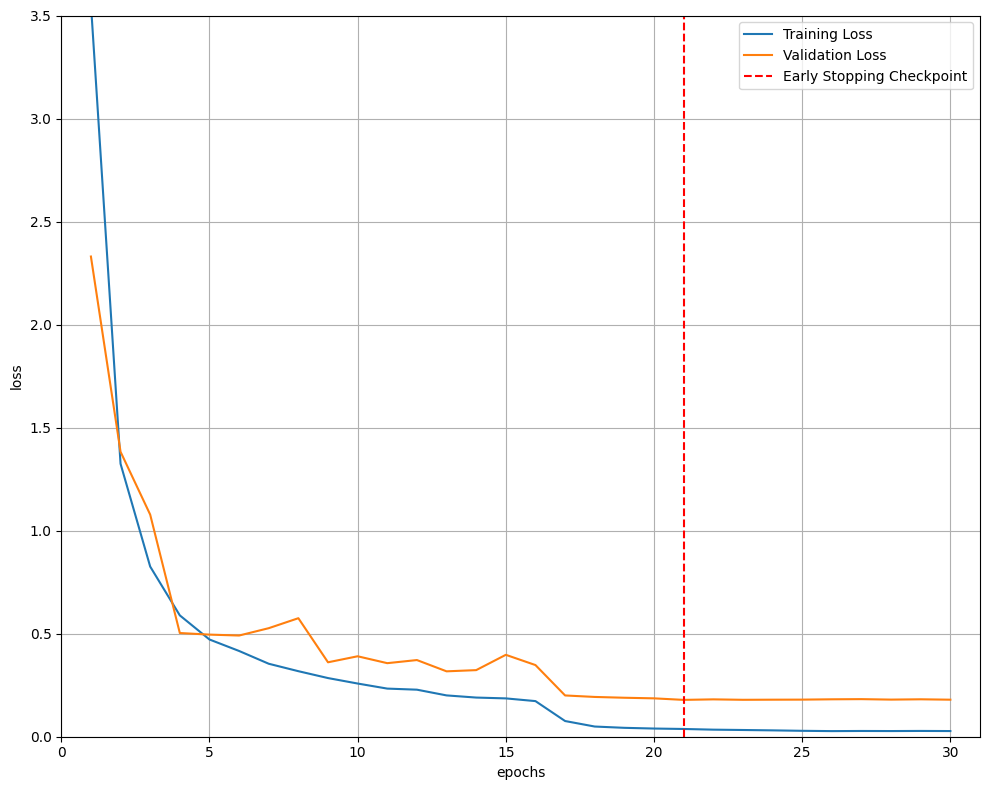 3.5
3.0
2.5
2.0
1.5
1.0
0.5
0.0
loss
0 5 10 15 20 25 30
epochs
Training Loss
Validation Loss
Early Stopping Checkpoint